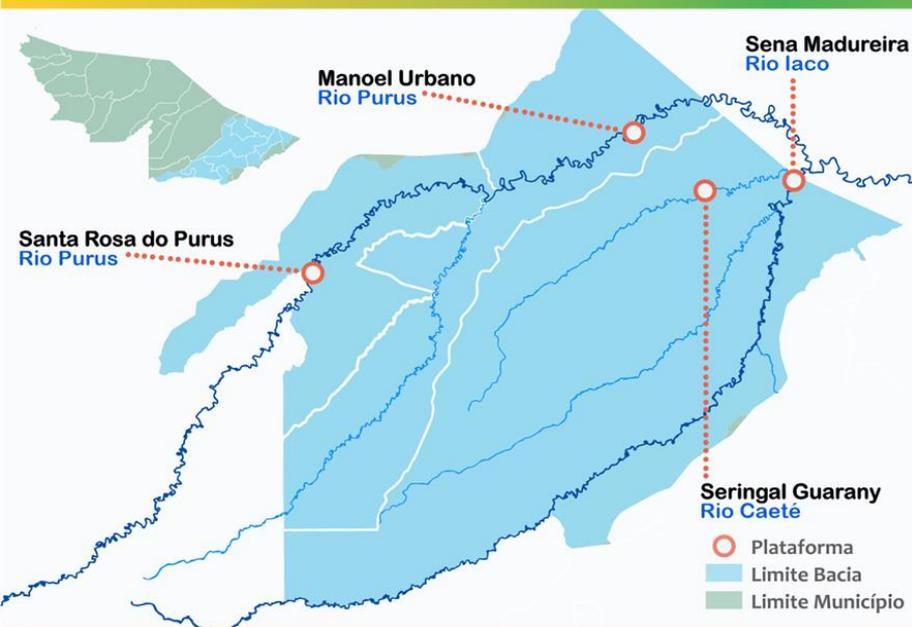 Sena Madureira
Rio Iaco
Manoel Urbano
Rio Purus
Santa Rosa do Purus
Rio Purus
Seringal Guarany
Rio Caeté
Plataforma
Limite Bacia
Limite Município